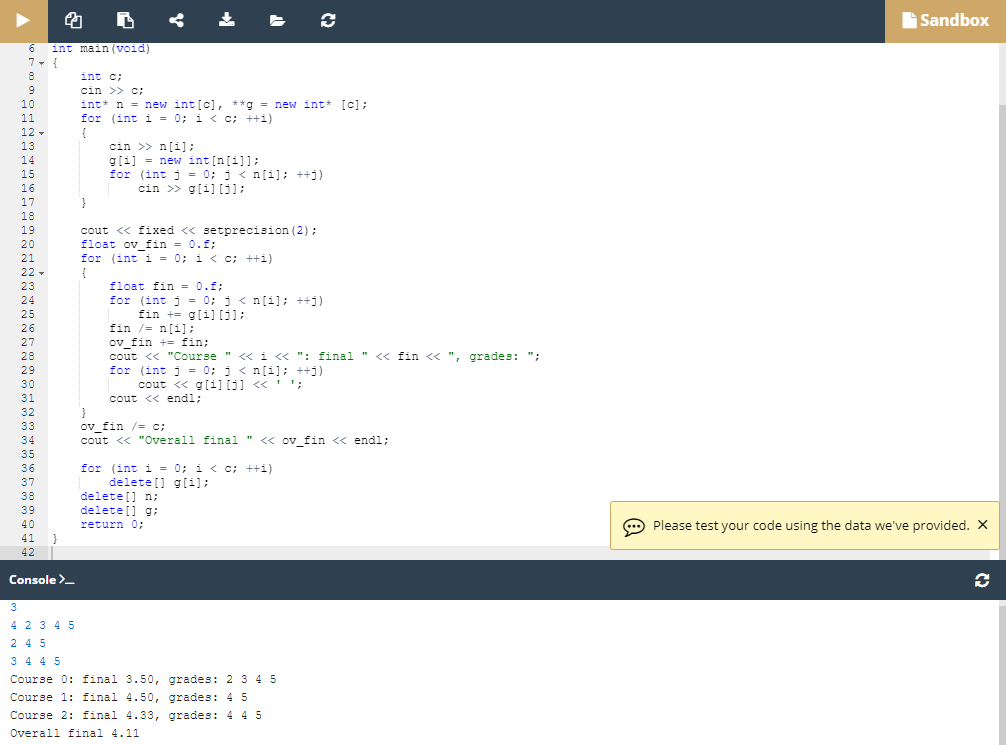 Sandbox
6 int main(void)
7 {
8 int c;
9 cin >> c;
10 int* n = new int[c], **g = new int* [c];
11 for (int i = 0; i < c; ++i)
12 {
13 cin >> n[i];
14 g[i] = new int[n[i]];
15 for (int j = 0; j < n[i]; ++j)
16 cin >> g[i][j];
17 }
18
19 cout << fixed << setprecision(2);
20 float ov_fin = 0.f;
21 for (int i = 0; i < c; ++i)
22 {
23 float fin = 0.f;
24 for (int j = 0; j < n[i]; ++j)
25 fin += g[i][j];
26 fin /= n[i];
27 ov_fin += fin;
28 cout << "Course " << i << ": final " << fin << ", grades: ";
29 for (int j = 0; j < n[i]; ++j)
30 cout << g[i][j] << ' ';
31 cout << endl;
32 }
33 ov_fin /= c;
34 cout << "Overall final " << ov_fin << endl;
35
36 for (int i = 0; i < c; ++i)
37 delete[] g[i];
38 delete[] n;
39 delete[] g;
40 return 0;
41 }
42
Please test your code using the data we've provided. ×
Console >_
3
4 2 3 4 5
2 4 5
3 4 4 5
Course 0: final 3.50, grades: 2 3 4 5
Course 1: final 4.50, grades: 4 5
Course 2: final 4.33, grades: 4 4 5
Overall final 4.11